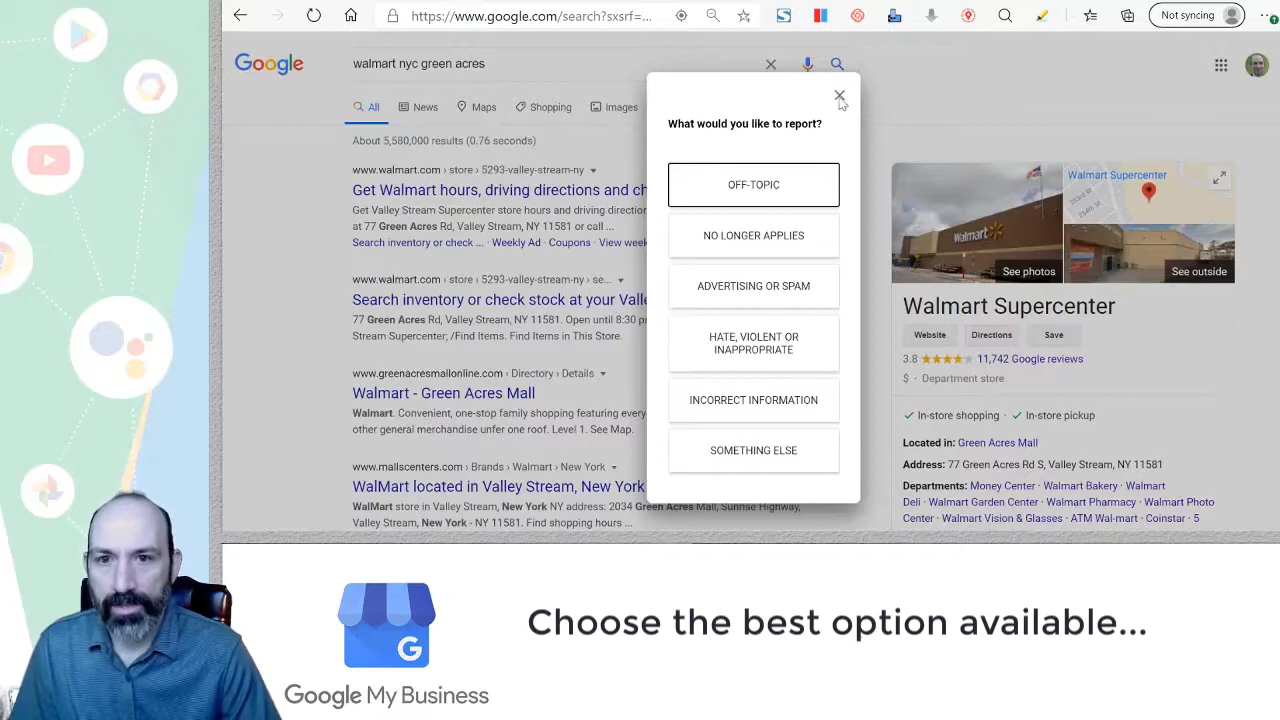 https://www.google.com/search?sxsrf=...
Not syncing
Google
walmart nyc green acres
All
News
Maps
Shopping
Images
About 5,580,000 results (0.76 seconds)
www.walmart.com › store › 5293-valley-stream-ny
Get Walmart hours, driving directions and ch
Get Valley Stream Supercenter store hours and driving direction
at 77 Green Acres Rd, Valley Stream, NY 11581 or call ...
Search inventory or check ... · Weekly Ad · Coupons · View week
www.walmart.com › store › 5293-valley-stream-ny › se...
Search inventory or check stock at your Valle
77 Green Acres Rd, Valley Stream, NY 11581. Open until 8:30 p
Stream Supercenter; /Find Items. Find Items in This Store.
www.greenacresmallonline.com › Directory › Details
Walmart - Green Acres Mall
Walmart. Convenient, one-stop family shopping featuring every
other general merchandise unfer one roof. Level 1. See Map.
www.mallscenters.com › Brands › Walmart › New York
WalMart located in Valley Stream, New York
WalMart store in Valley Stream, New York NY address: 2034 Green Acres Mall, Sunrise Highway,
Valley Stream, New York - NY 11581. Find shopping hours ...
What would you like to report?
OFF-TOPIC
NO LONGER APPLIES
ADVERTISING OR SPAM
HATE, VIOLENT OR
INAPPROPRIATE
INCORRECT INFORMATION
SOMETHING ELSE
Walmart
See photos
Walmart Supercenter
253rd St
254th St
See outside
Walmart Supercenter
Website
Directions
Save
3.8
11,742 Google reviews
$ · Department store
In-store shopping ·
In-store pickup
Located in: Green Acres Mall
Address: 77 Green Acres Rd S, Valley Stream, NY 11581
Departments: Money Center · Walmart Bakery · Walmart
Deli · Walmart Garden Center · Walmart Pharmacy · Walmart Photo
Center · Walmart Vision & Glasses · ATM Wal-mart · Coinstar · 5
G
Google My Business
Choose the best option available...